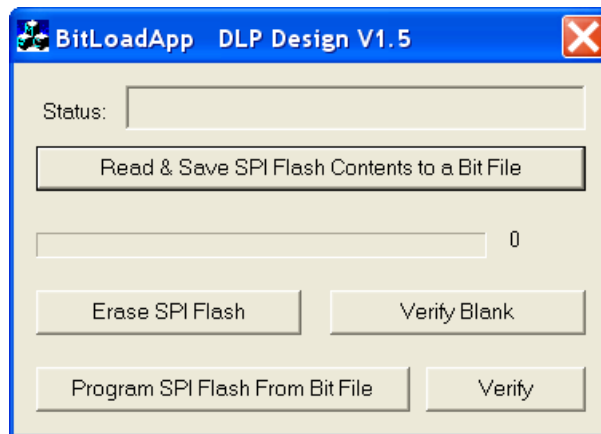 BitLoadApp DLP Design V1.5
Status:
Read & Save SPI Flash Contents to a Bit File
0
Erase SPI Flash Verify Blank
Program SPI Flash From Bit File Verify